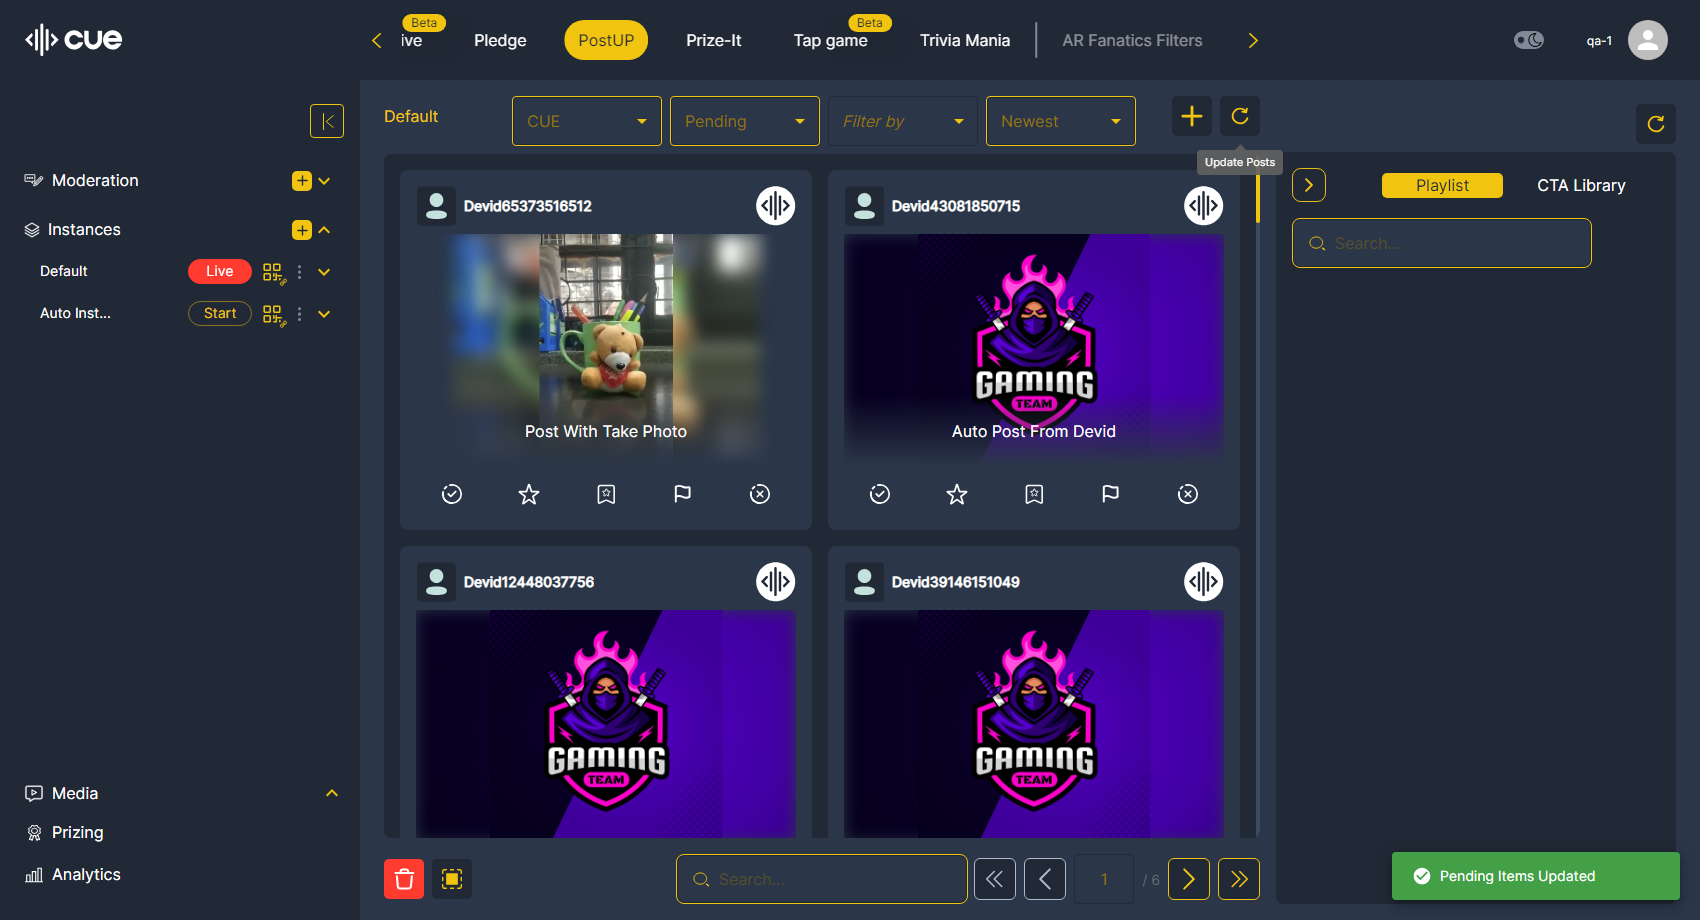 cue
Beta
ive
Pledge
PostUP
Prize-It
Beta
Tap game
Trivia Mania
AR Fanatics Filters
qa-1
Moderation
Instances
Default
Live
Auto Inst...
Start
Media
Prizing
Analytics
Default
CUE
Pending
Filter by
Newest
Update Posts
Devid65373516512
Post With Take Photo
Devid43081850715
GAMING
TEAM
Auto Post From Devid
Devid12448037756
GAMING
TEAM
Devid39146151049
GAMING
TEAM
Search...
1
/ 6
Playlist
CTA Library
Search...
Pending Items Updated